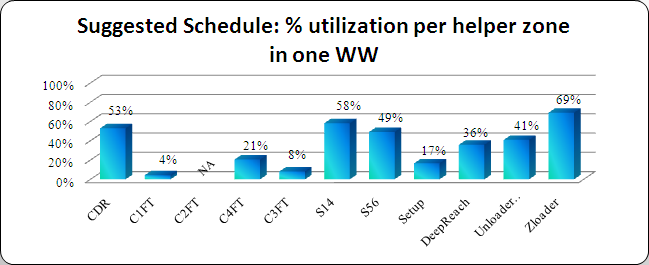 Suggested Schedule: % utilization per helper zone
in one WW
100%
80%
60%
40%
20%
0%
53%
4%
NA
21%
8%
58%
49%
17%
36%
41%
69%
CDR
C1FT
C2FT
C4FT
C3FT
S14
S56
Setup
DeepReach
Unloader..
Zloader